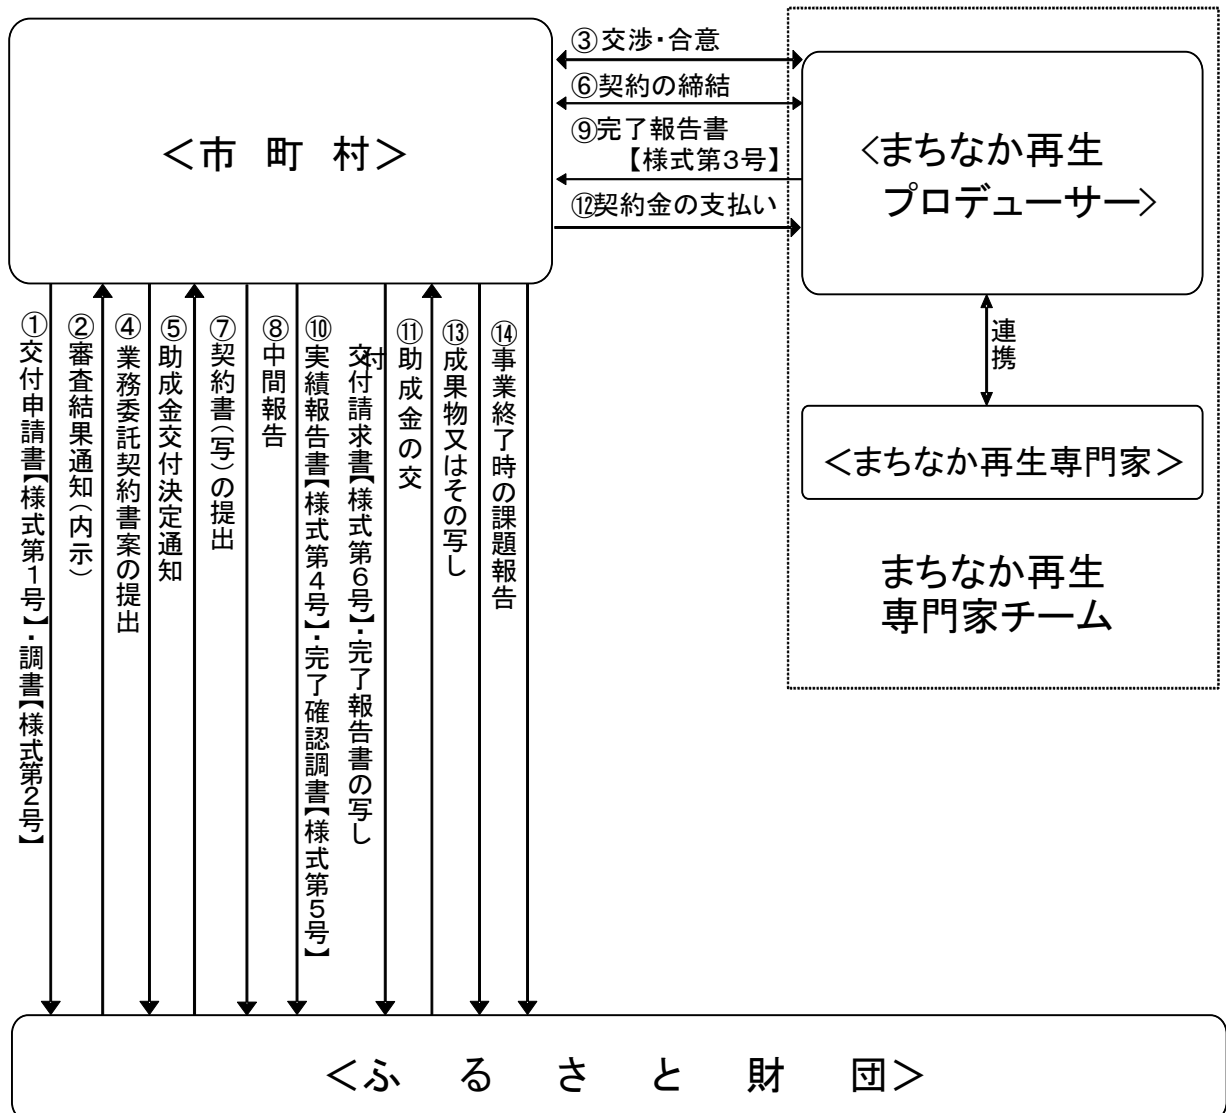 ＜市　町　村＞
③交渉・合意
⑥契約の締結
⑨完了報告書
【様式第3号】
⑫契約金の支払い
＜まちなか再生
プロデューサー＞
連携
＜まちなか再生専門家＞
まちなか再生
専門家チーム
①交付申請書【様式第1号】・調書【様式第2号】
②審査結果通知（内示）
④業務委託契約書案の提出
⑤助成金交付決定通知
⑦契約書（写）の提出
⑧中間報告
⑩実績報告書【様式第4号】・完了確認調書【様式第5号】
交付請求書【様式第6号】・完了報告書の写し
⑪助成金の交
付
⑬成果物又はその写し
⑭事業終了時の課題報告
＜ふ　る　さ　と　財　団＞